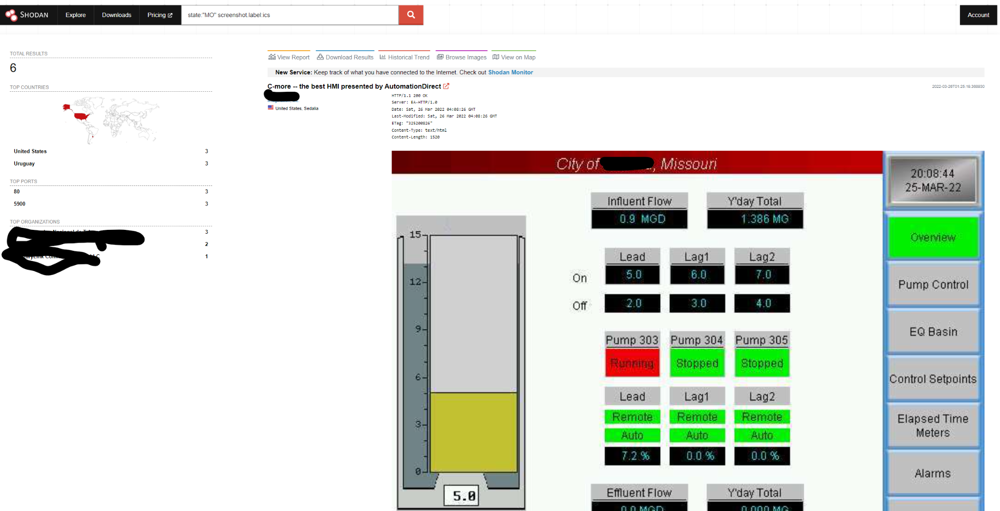 SHODAN
Explore
Downloads
Pricing
state:"MO" screenshot.label:ics
Account
TOTAL RESULTS
6
TOP COUNTRIES
United States 3
Uruguay 3
TOP PORTS
80 3
5900 3
TOP ORGANIZATIONS
3
2
1
View Report
Download Results
Historical Trend
Browse Images
View on Map
New Service: Keep track of what you have connected to the Internet. Check out Shodan Monitor
C-more -- the best HMI presented by AutomationDirect
2022-03-26T01:25:19.368930
United States, Sedalia
HTTP/1.1 200 OK
Server: EA-HTTP/1.0
Date: Sat, 26 Mar 2022 04:08:26 GMT
Last-Modified: Sat, 26 Mar 2022 04:08:26 GMT
ETag: "325200826"
Content-Type: text/html
Content-Length: 1520
City of , Missouri
20:08:44
25-MAR-22
Influent Flow Y'day Total
0.9 MGD 1.386 MG
15
12
9
6
3
0
5.0
Lead Lag1 Lag2
On 5.0 6.0 7.0
Off 2.0 3.0 4.0
Pump 303 Pump 304 Pump 305
Running Stopped Stopped
Lead Lag1 Lag2
Remote Remote Remote
Auto Auto Auto
7.2 % 0.0 % 0.0 %
Effluent Flow Y'day Total
0.0 MGD 0.000 MG
Overview
Pump Control
EQ Basin
Control Setpoints
Elapsed Time
Meters
Alarms